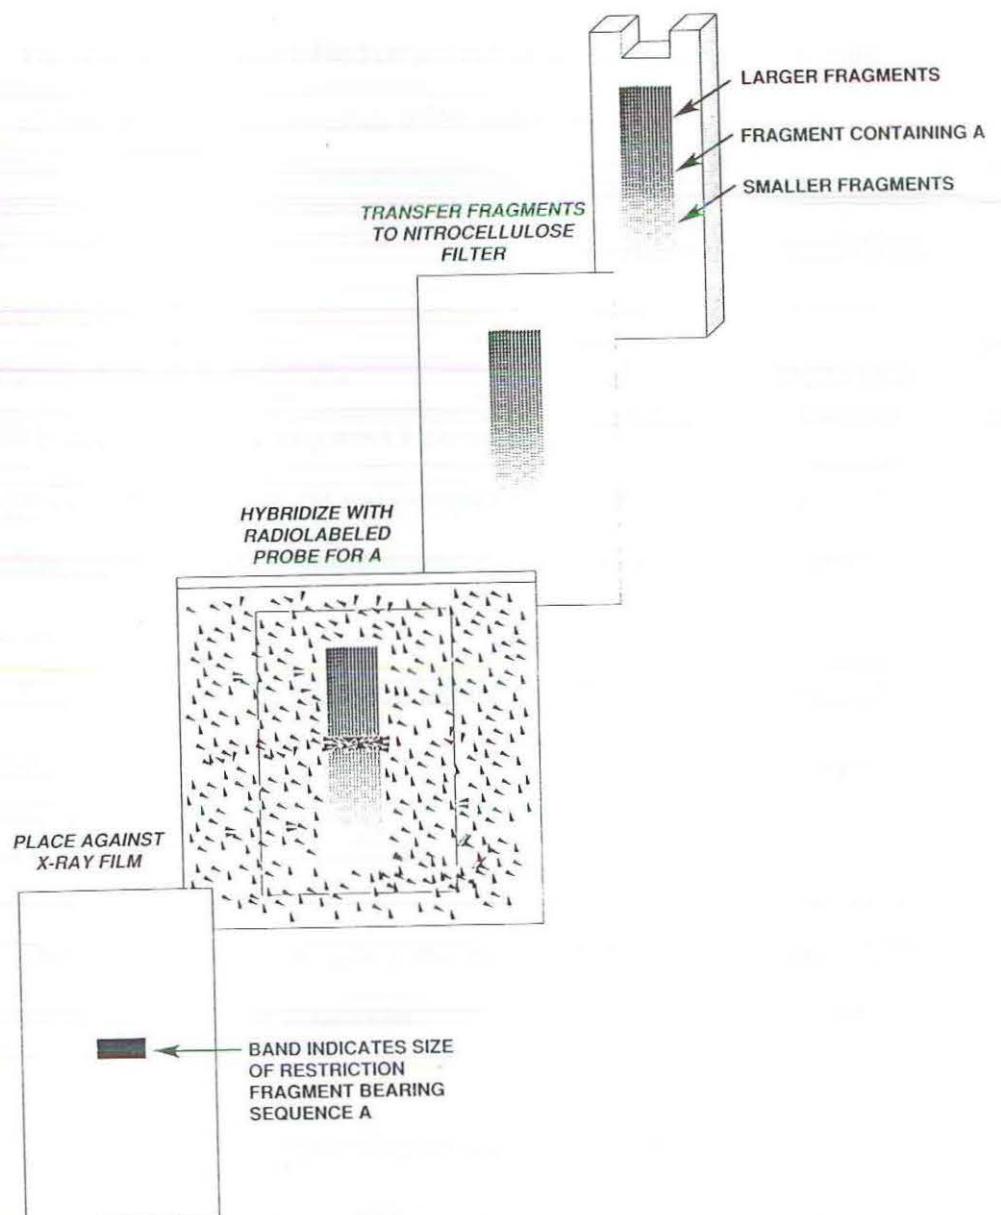 LARGER FRAGMENTS
FRAGMENT CONTAINING A
SMALLER FRAGMENTS
TRANSFER FRAGMENTS
TO NITROCELLULOSE
FILTER
HYBRIDIZE WITH
RADIOLABELED
PROBE FOR A
PLACE AGAINST
X-RAY FILM
BAND INDICATES SIZE
OF RESTRICTION
FRAGMENT BEARING
SEQUENCE A